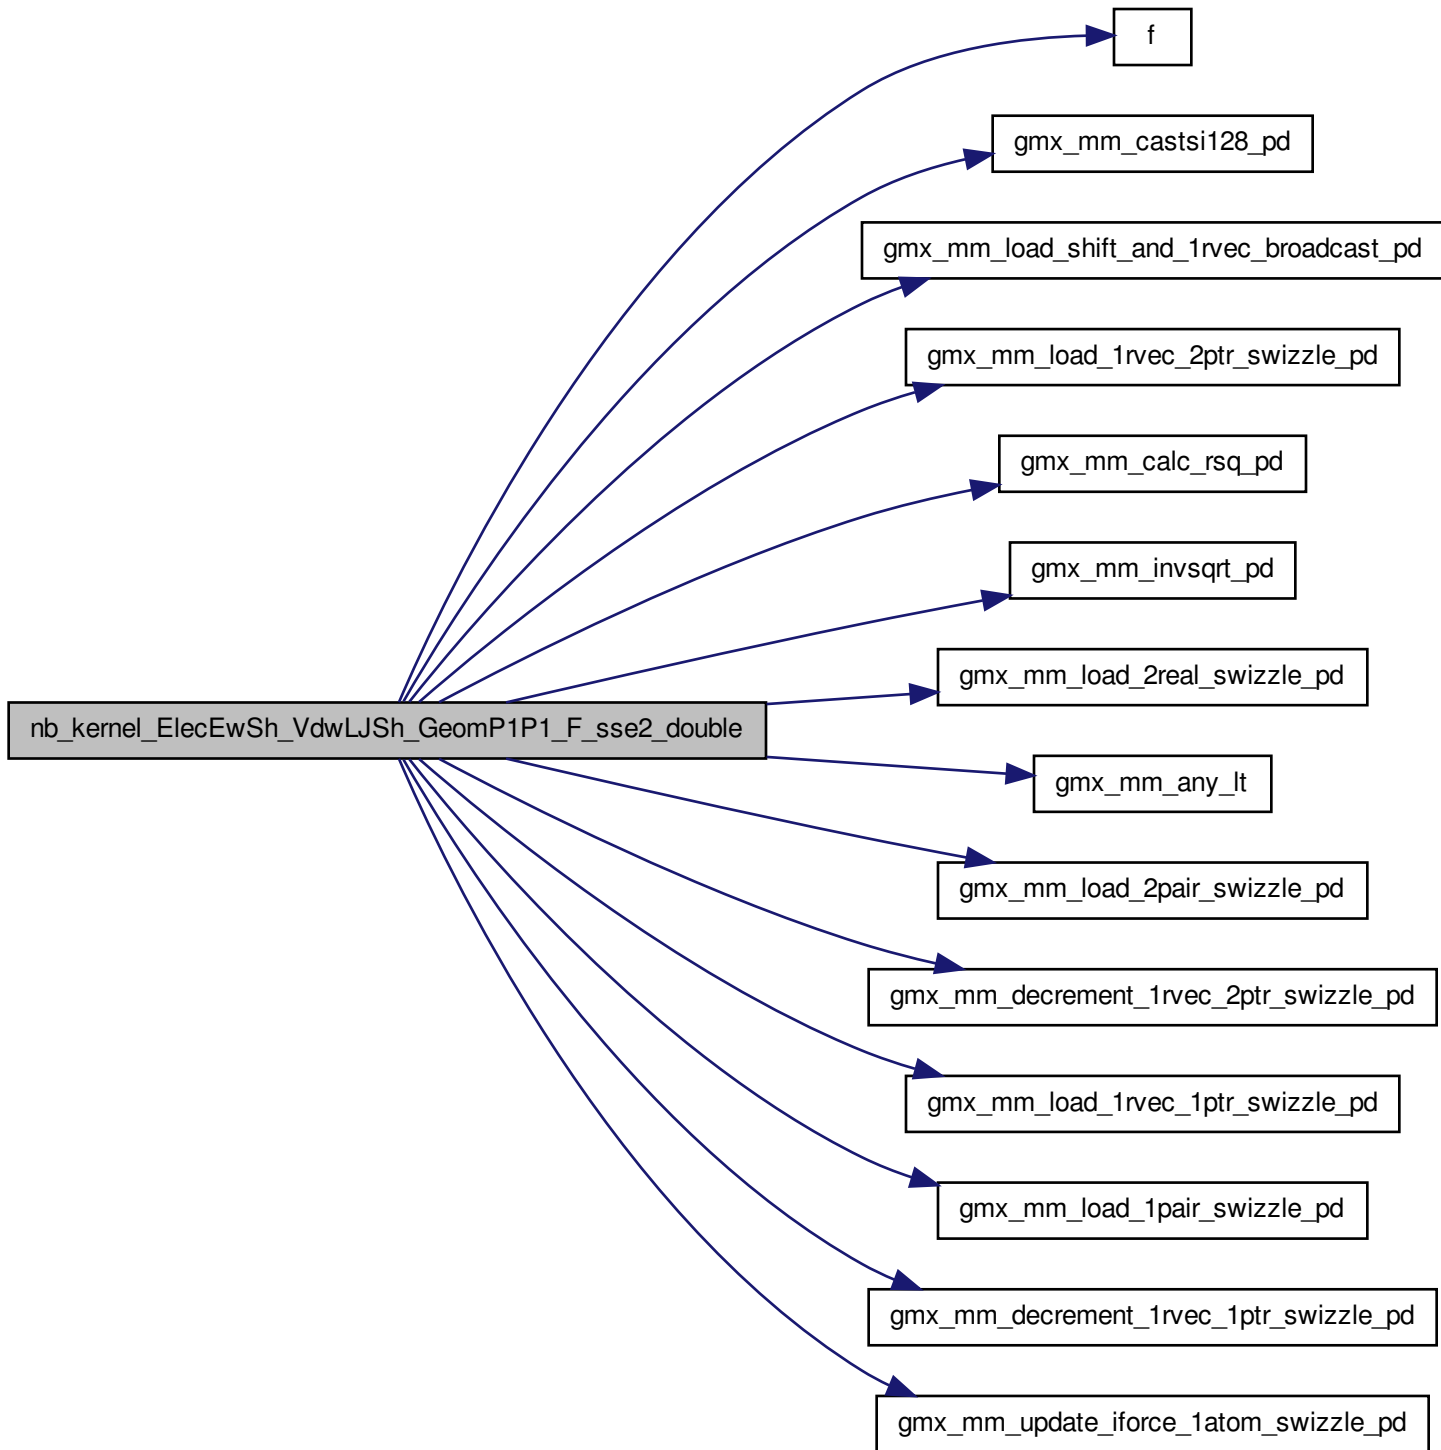 f
gmx_mm_castsi128_pd
gmx_mm_load_shift_and_1rvec_broadcast_pd
gmx_mm_load_1rvec_2ptr_swizzle_pd
gmx_mm_calc_rsq_pd
gmx_mm_invsqrt_pd
gmx_mm_load_2real_swizzle_pd
nb_kernel_ElecEwSh_VdwLJSh_GeomP1P1_F_sse2_double
gmx_mm_any_lt
gmx_mm_load_2pair_swizzle_pd
gmx_mm_decrement_1rvec_2ptr_swizzle_pd
gmx_mm_load_1rvec_1ptr_swizzle_pd
gmx_mm_load_1pair_swizzle_pd
gmx_mm_decrement_1rvec_1ptr_swizzle_pd
gmx_mm_update_iforce_1atom_swizzle_pd